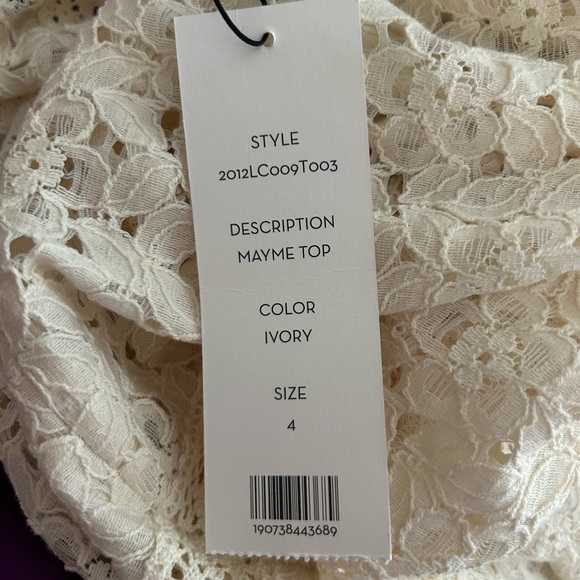 STYLE
2012LC009T003
DESCRIPTION
MAYME TOP
COLOR
IVORY
SIZE
4
190738443689